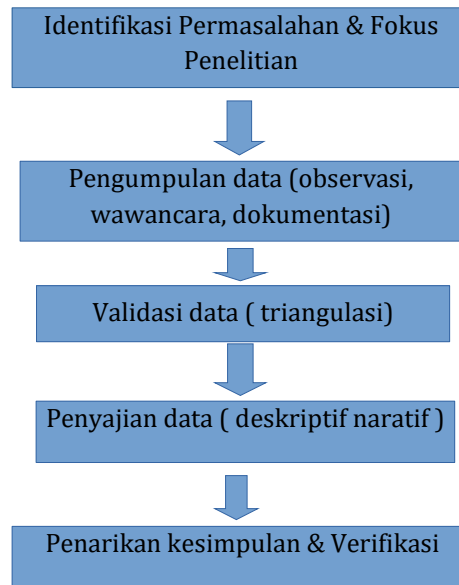 Identifikasi Permasalahan & Fokus
Penelitian
Pengumpulan data (observasi,
wawancara, dokumentasi)
Validasi data ( triangulasi)
Penyajian data ( deskriptif naratif )
Penarikan kesimpulan & Verifikasi